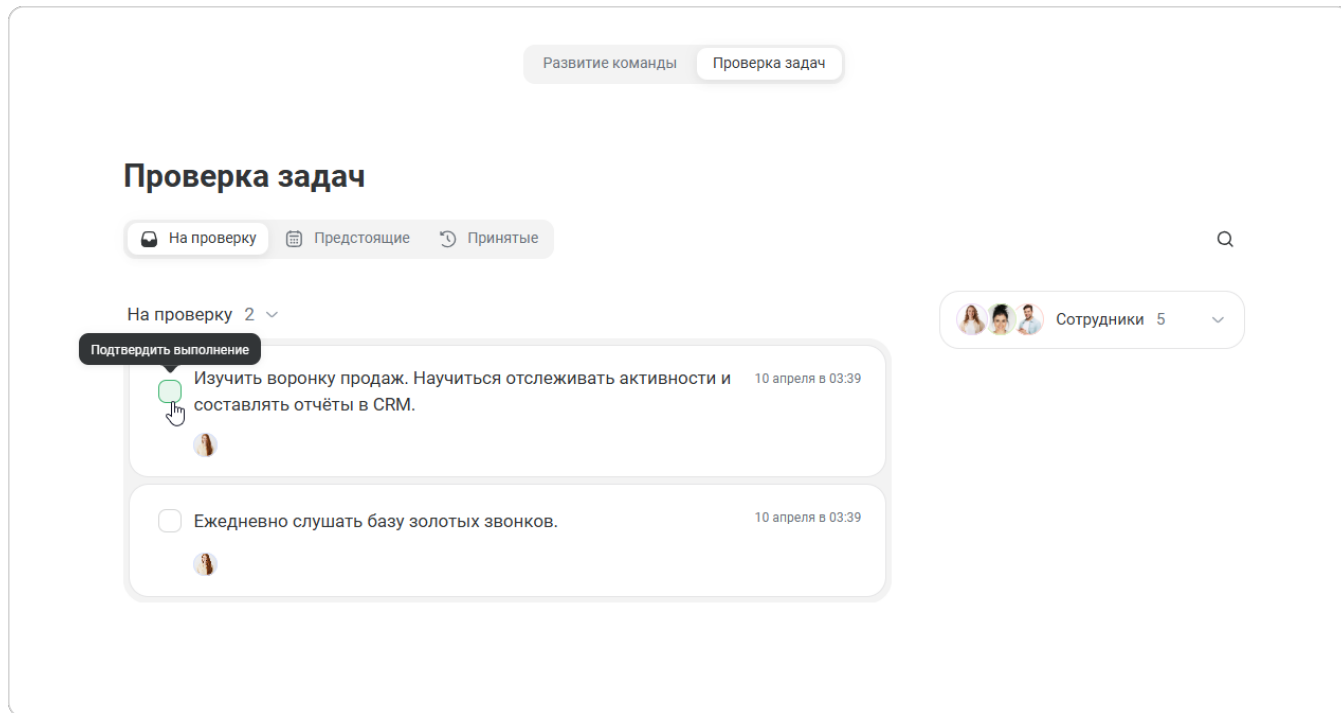 Развитие команды Проверка задач
Проверка задач
На проверку Предстоящие Принятые
На проверку 2
Сотрудники 5
Подтвердить выполнение
Изучить воронку продаж. Научиться отслеживать активности и 10 апреля в 03:39
составлять отчёты в CRM.
Ежедневно слушать базу золотых звонков. 10 апреля в 03:39